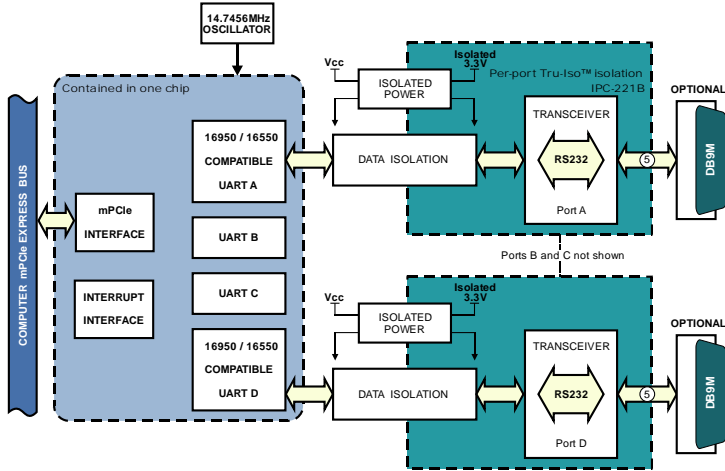 14.7456MHz
OSCILLATOR
Contained in one chip
COMPUTER mPCIe EXPRESS BUS
mPCIe
INTERFACE
INTERRUPT
INTERFACE
16950 / 16550
COMPATIBLE
UART A
UART B
UART C
16950 / 16550
COMPATIBLE
UART D
Vcc
ISOLATED
POWER
Isolated
3.3V
DATA ISOLATION
Per-port Tru-Iso™ isolation
IPC-221B
TRANSCEIVER
RS232
Port A
5
OPTIONAL
DB9M
Ports B and C not shown
Vcc
ISOLATED
POWER
Isolated
3.3V
DATA ISOLATION
TRANSCEIVER
RS232
Port D
5
OPTIONAL
DB9M